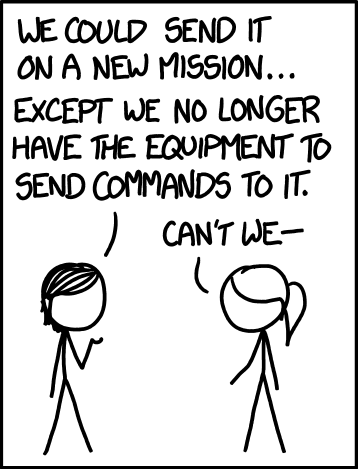 WE COULD SEND IT
ON A NEW MISSION...
EXCEPT WE NO LONGER
HAVE THE EQUIPMENT TO
SEND COMMANDS TO IT.
CAN'T WE—